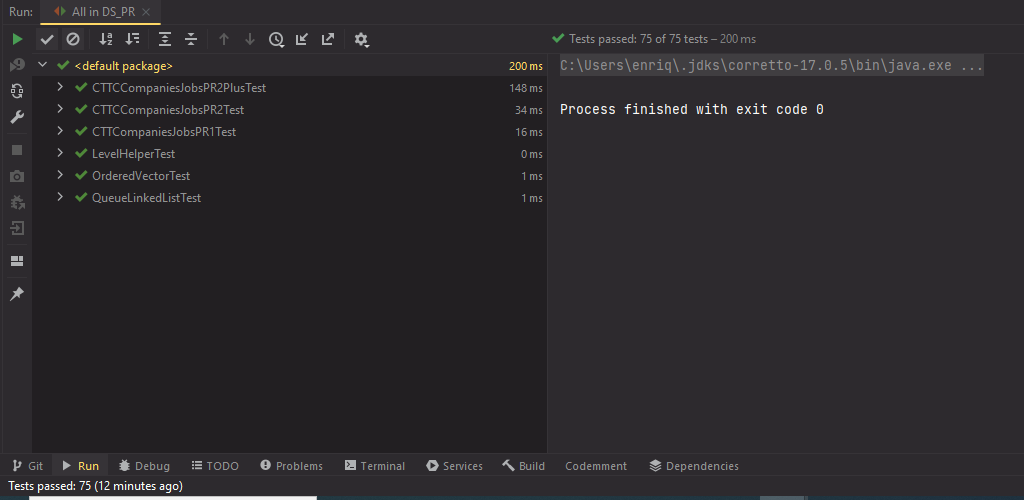 Run: All in DS_PR
Tests passed: 75 of 75 tests – 200 ms
<default package> 200 ms
CTTCCompaniesJobsPR2PlusTest 148 ms
CTTCCompaniesJobsPR2Test 34 ms
CTTCompaniesJobsPR1Test 16 ms
LevelHelperTest 0 ms
OrderedVectorTest 1 ms
QueueLinkedListTest 1 ms
C:\Users\enriq\.jdks\corretto-17.0.5\bin\java.exe ...
Process finished with exit code 0
Git Run Debug TODO Problems Terminal Services Build Codemment Dependencies
Tests passed: 75 (12 minutes ago)